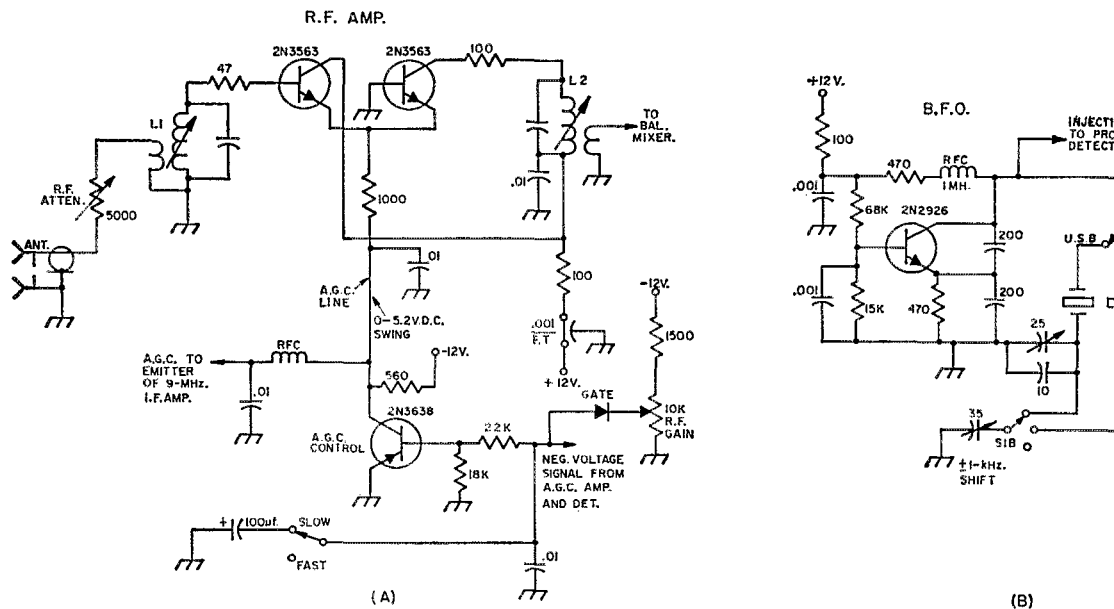 R.F. AMP.
2N3563
2N3563
100
47
L1
L2
TO
BAL.
MIXER.
.01
R.F.
ATTEN.
5000
1000
ANT.
.01
A.G.C.
LINE
0-5.2V.D.C.
SWING
100
.001
F.T
+12V.
-12V.
1500
A.G.C. TO
EMITTER
OF 9-MHz.
I.F. AMP.
RFC
.01
-12V.
560
2N3638
A.G.C.
CONTROL
GATE
10K
R.F.
GAIN
22K
18K
NEG. VOLTAGE
SIGNAL FROM
A.G.C. AMP.
AND DET.
+
100uf.
SLOW
FAST
.01
(A)
+12V.
B.F.O.
100
INJECTI
TO PRO
DETECT
470
RFC
1MH.
.001
68K
2N2926
200
U.S.B
.001
15K
470
200
25
D
10
35
S1B
±1-kHz.
SHIFT
(B)